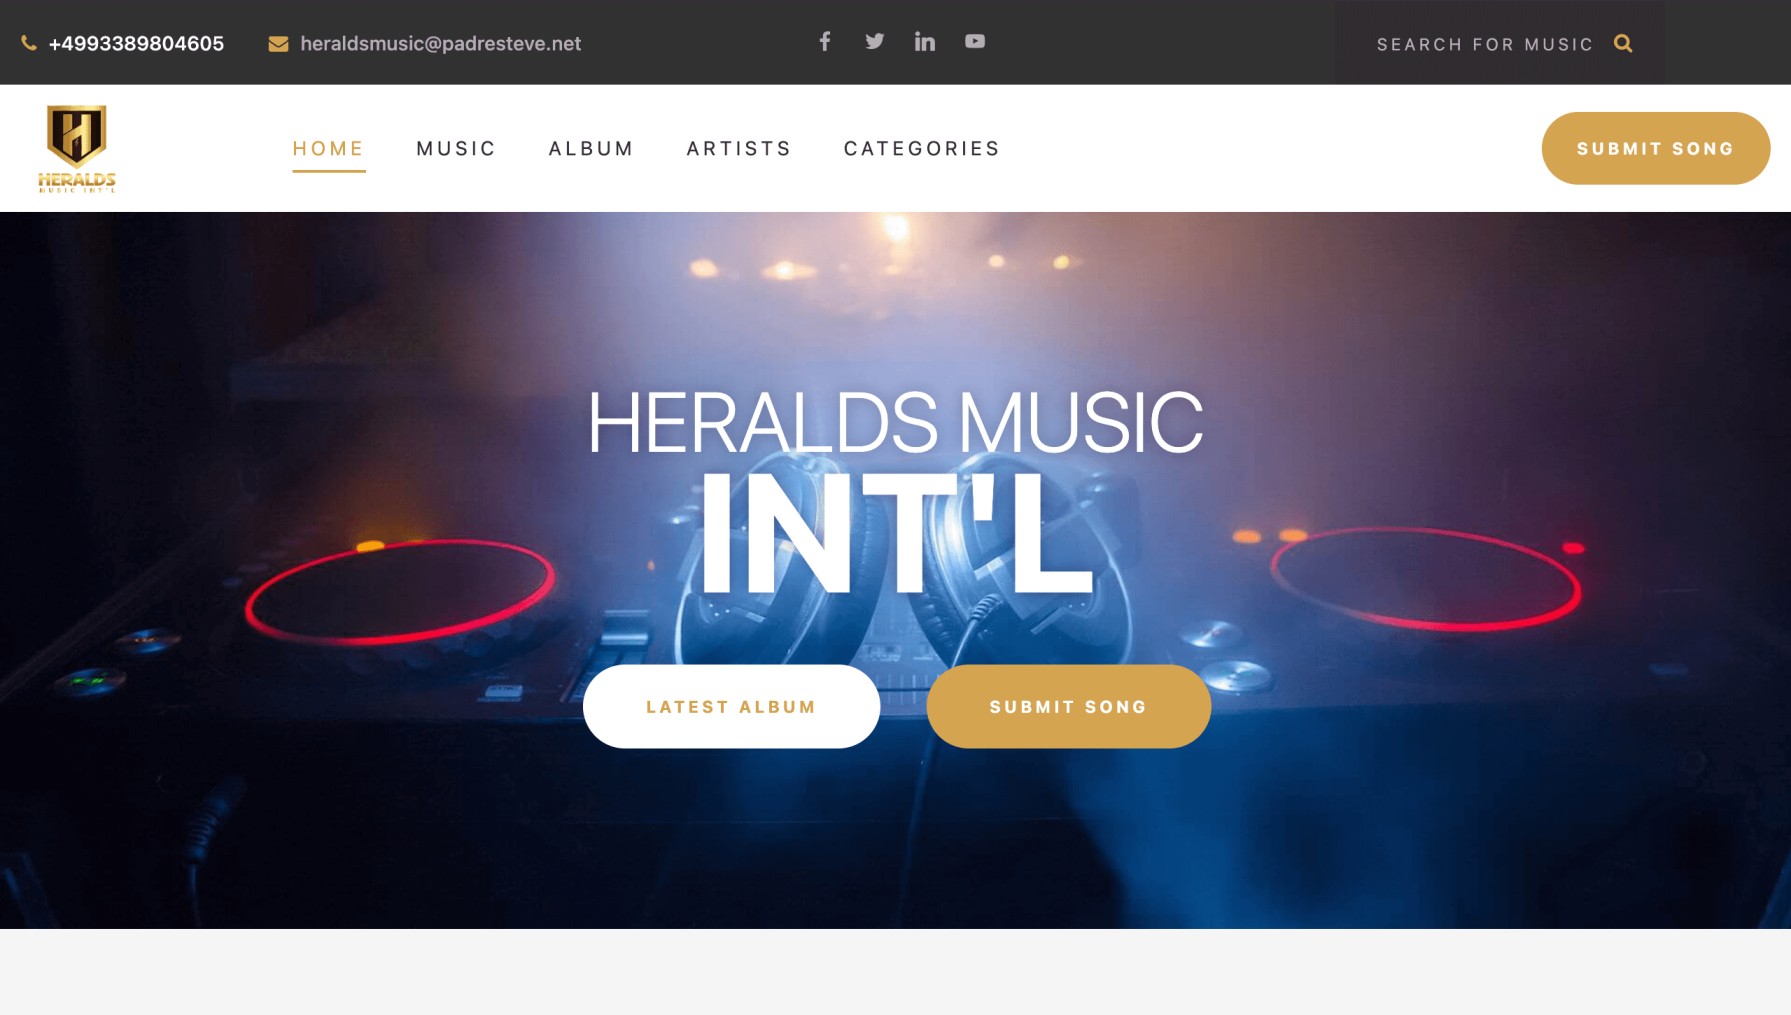 +4993389804605
heraldsmusic@padresteve.net
SEARCH FOR MUSIC
HERALDS
MUSIC INT'L
HOME
MUSIC
ALBUM
ARTISTS
CATEGORIES
SUBMIT SONG
HERALDS MUSIC
INT'L
LATEST ALBUM
SUBMIT SONG